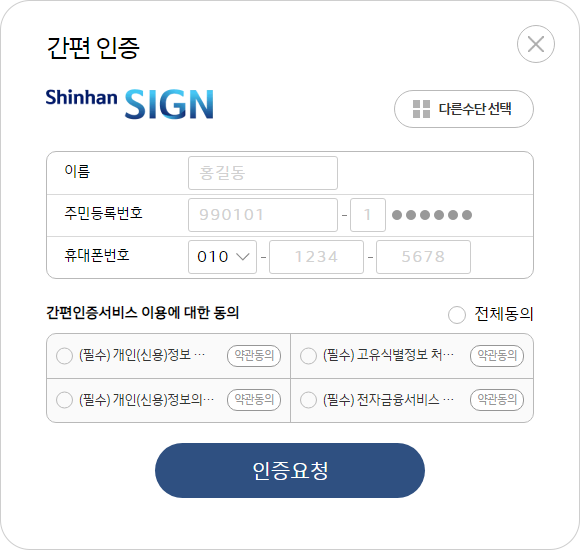 간편 인증
Shinhan SIGN
다른수단 선택
이름 홍길동
주민등록번호 990101 - 1 ●●●●●●
휴대폰번호 010 - 1234 - 5678
간편인증서비스 이용에 대한 동의 전체동의
(필수) 개인(신용)정보 ··· 약관동의 (필수) 고유식별정보 처··· 약관동의
(필수) 개인(신용)정보의··· 약관동의 (필수) 전자금융서비스 ··· 약관동의
인증요청